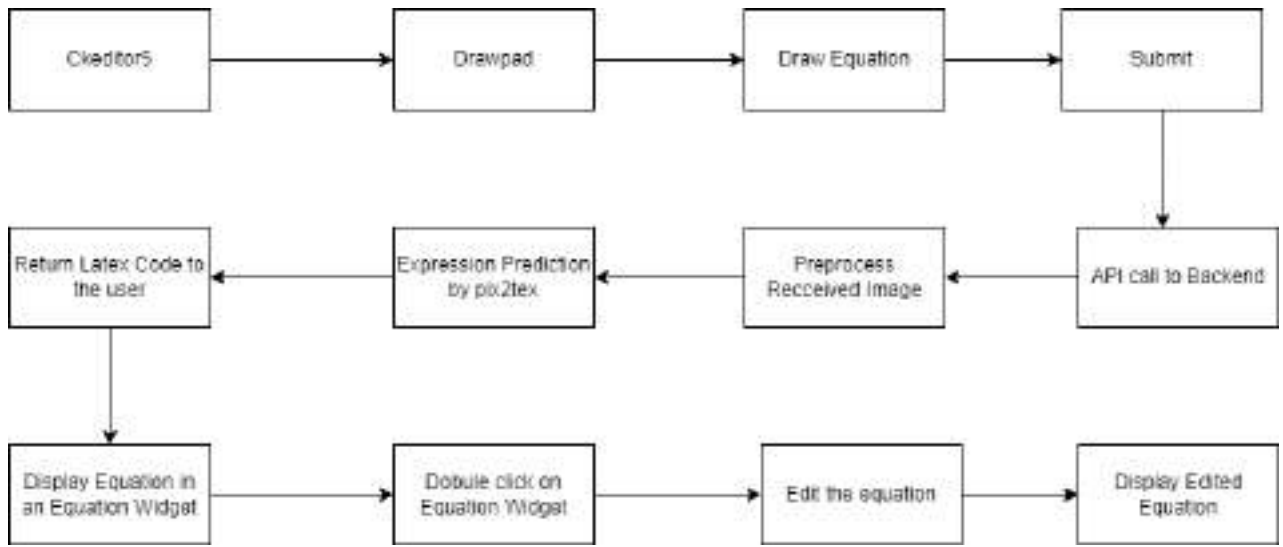 Ckeditor5
Drawpad
Draw Equation
Submit
Return Latex Code to
the user
Expression Prediction
by pix2tex
Preprocess
Recceived Image
API call to Backend
Display Equation in
an Equation Widget
Dobule click on
Equation Widget
Edit the equation
Display Edited
Equation